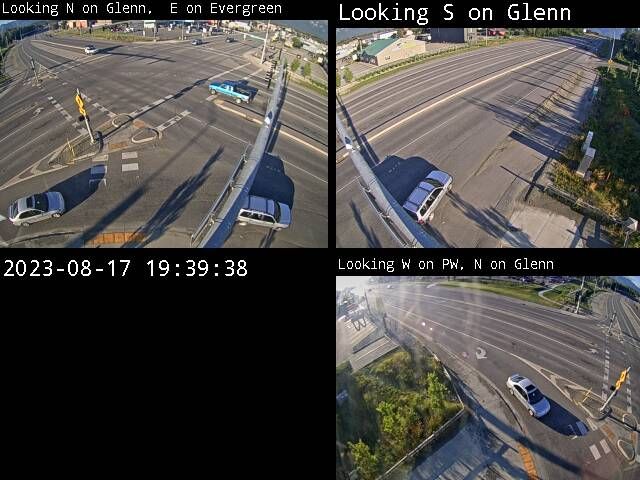 Looking N on Glenn,  E on Evergreen
Looking S on Glenn
2023-08-17 19:39:38
Looking W on PW, N on Glenn